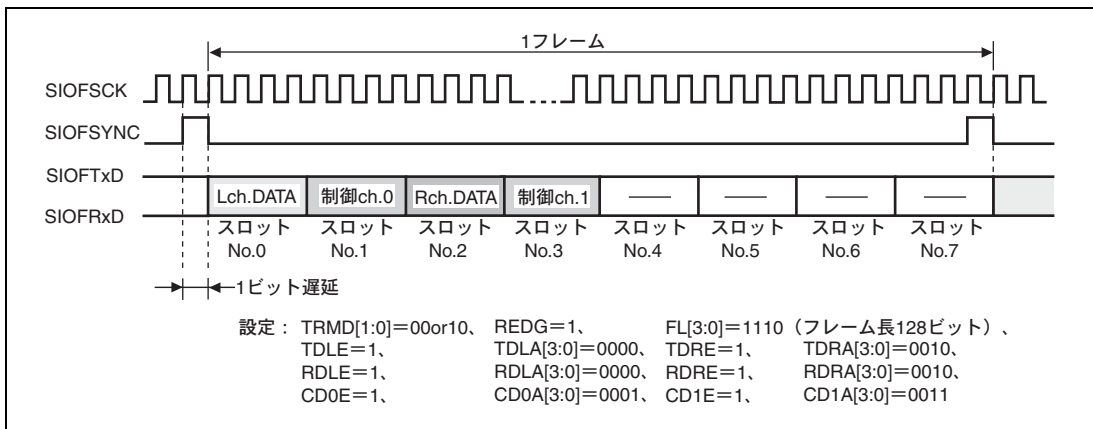 1フレーム
SIOFSCK
SIOFSYNC
SIOFTxD
SIOFRxD
Lch.DATA 制御ch.0 Rch.DATA 制御ch.1 ― ― ― ―
スロット スロット スロット スロット スロット スロット スロット スロット
No.0 No.1 No.2 No.3 No.4 No.5 No.6 No.7
1ビット遅延
設定： TRMD[1:0]＝00or10、 REDG＝1、 FL[3:0]＝1110（フレーム長128ビット）、
TDLE＝1、 TDLA[3:0]＝0000、 TDRE＝1、 TDRA[3:0]＝0010、
RDLE＝1、 RDLA[3:0]＝0000、 RDRE＝1、 RDRA[3:0]＝0010、
CD0E＝1、 CD0A[3:0]＝0001、 CD1E＝1、 CD1A[3:0]＝0011